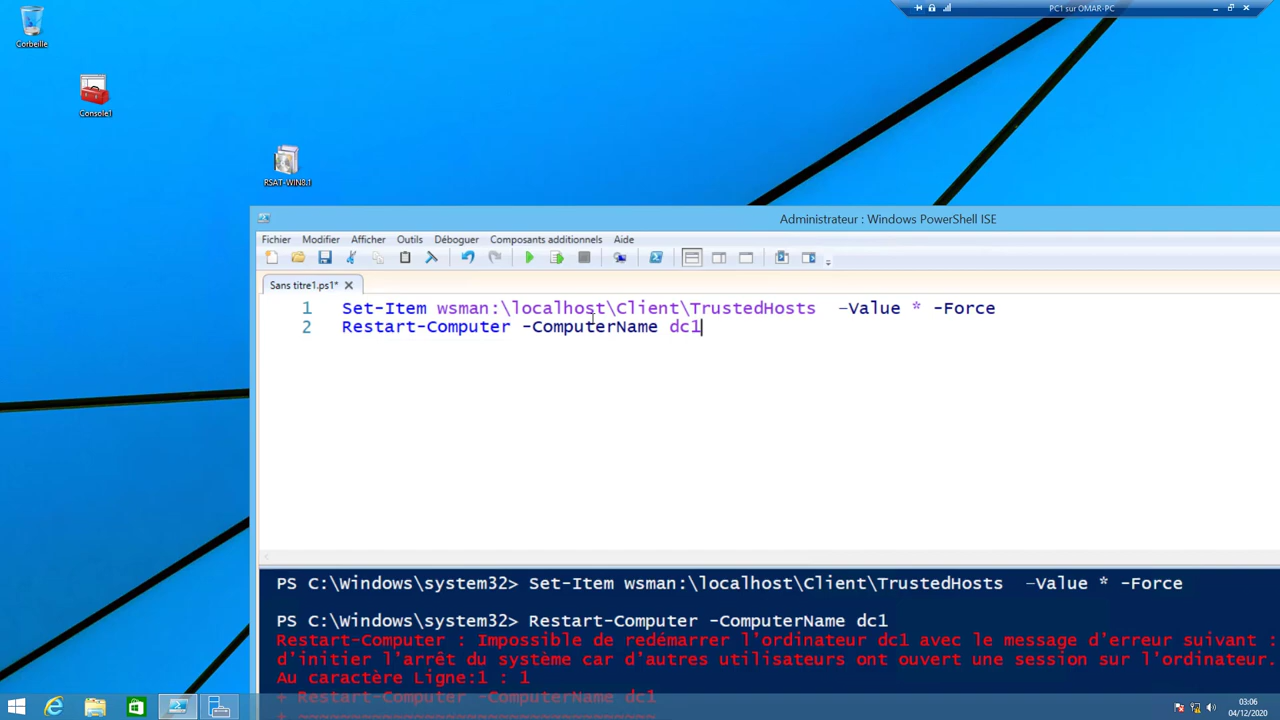 PC1 sur OMAR-PC
Corbeille
Console1
RSAT-WIN8.1
Administrateur : Windows PowerShell ISE
Fichier Modifier Afficher Outils Déboguer Composants additionnels Aide
Sans titre1.ps1*
1 Set-Item wsman:\localhost\Client\TrustedHosts –Value * -Force
2 Restart-Computer -ComputerName dc1
PS C:\Windows\system32> Set-Item wsman:\localhost\Client\TrustedHosts –Value * -Force
PS C:\Windows\system32> Restart-Computer -ComputerName dc1
Restart-Computer : Impossible de redémarrer l'ordinateur dc1 avec le message d'erreur suivant :
d'initier l'arrêt du système car d'autres utilisateurs ont ouvert une session sur l'ordinateur.
Au caractère Ligne:1 : 1
+ Restart-Computer -ComputerName dc1
03:06
04/12/2020